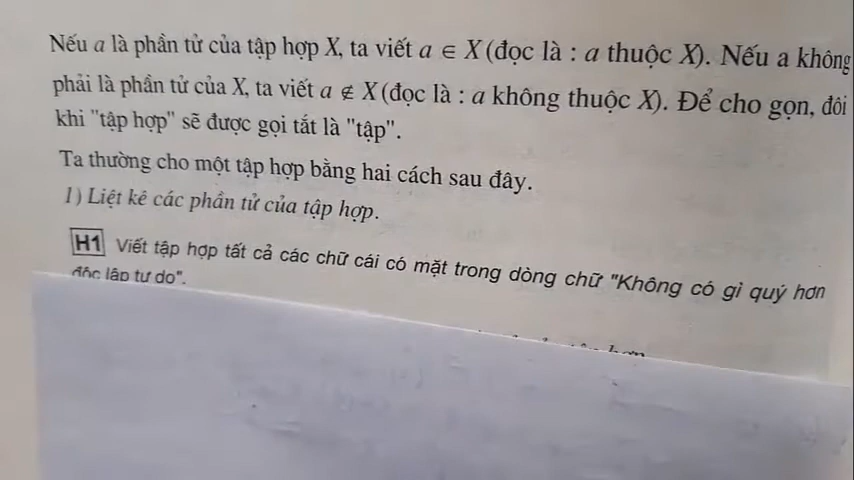 Nếu a là phần tử của tập hợp X, ta viết a ∈ X (đọc là : a thuộc X). Nếu a không
phải là phần tử của X, ta viết a ∉ X (đọc là : a không thuộc X). Để cho gọn, đôi
khi "tập hợp" sẽ được gọi tắt là "tập".
Ta thường cho một tập hợp bằng hai cách sau đây.
1) Liệt kê các phần tử của tập hợp.
H1 Viết tập hợp tất cả các chữ cái có mặt trong dòng chữ "Không có gì quý hơn
độc lập tự do".